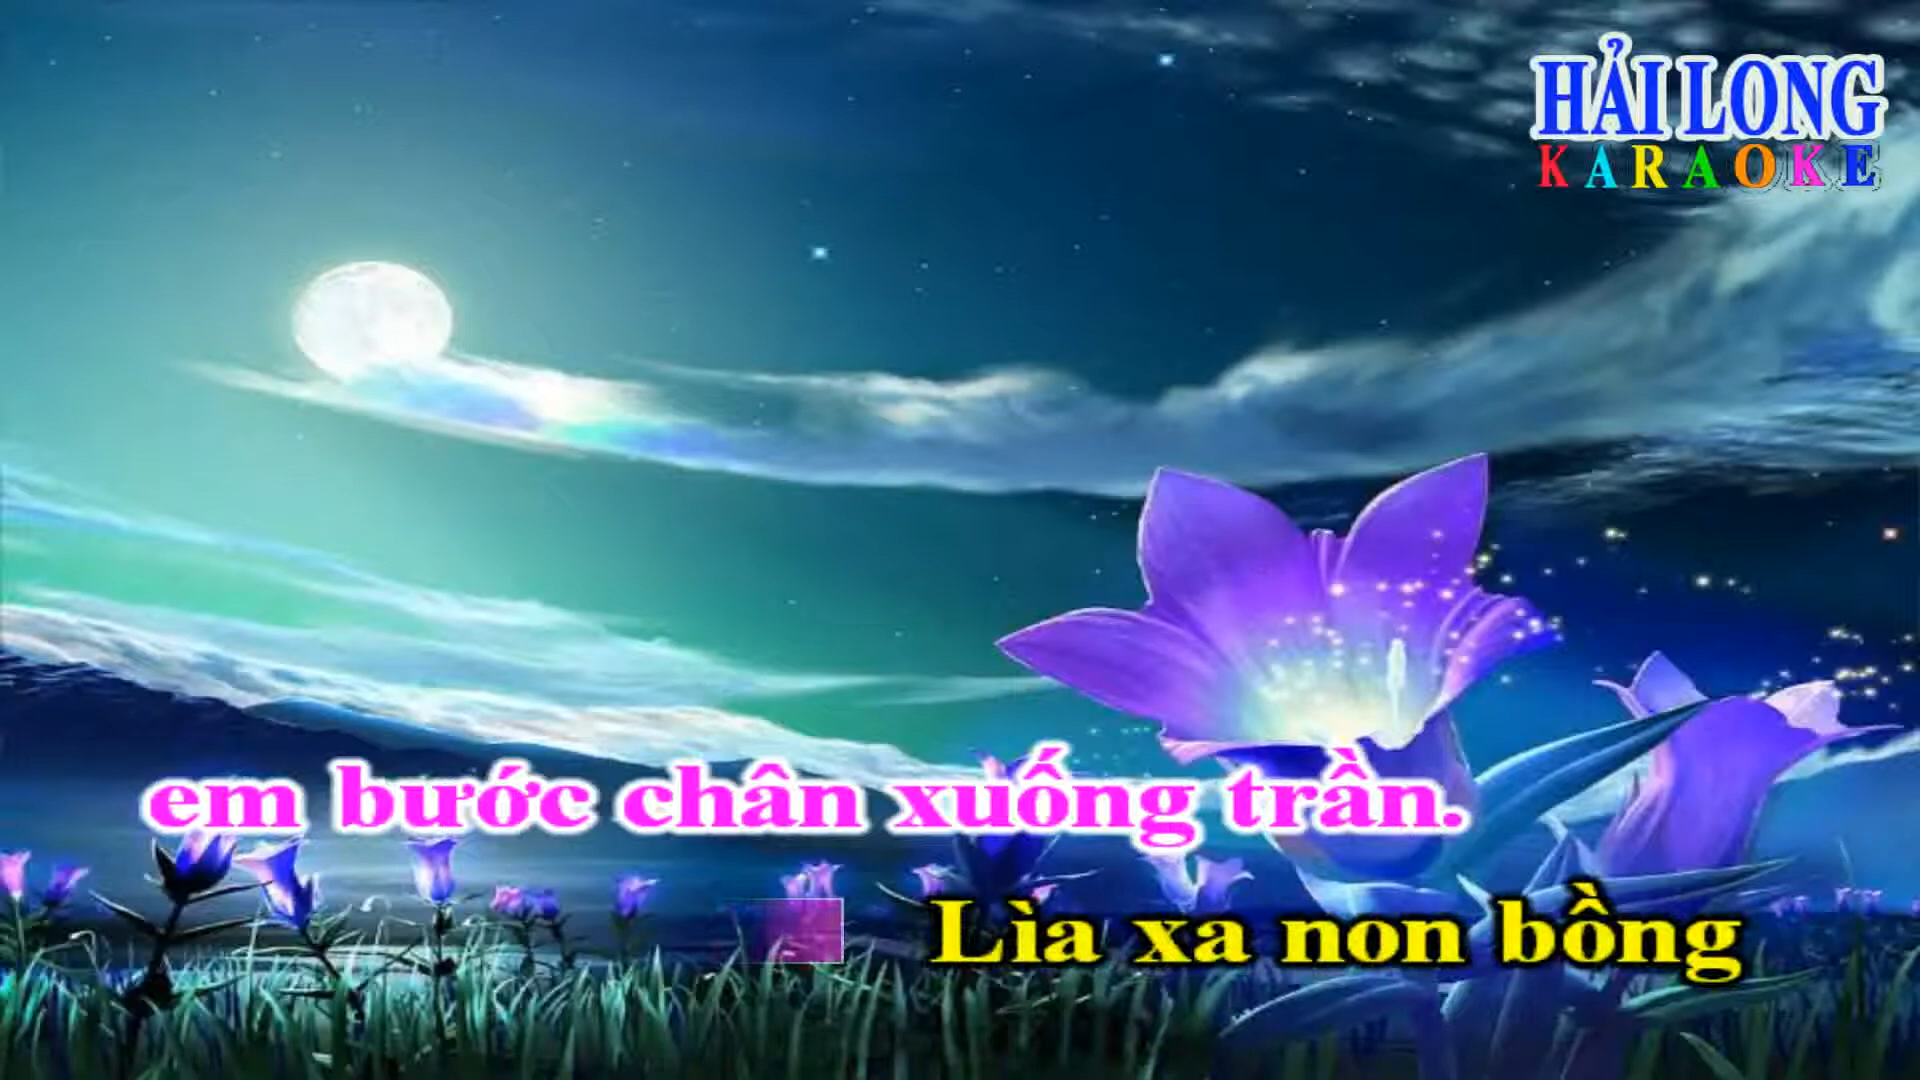 HẢI LONG
KARAOKE
em bước chân xuống trần.
Lìa xa non bồng